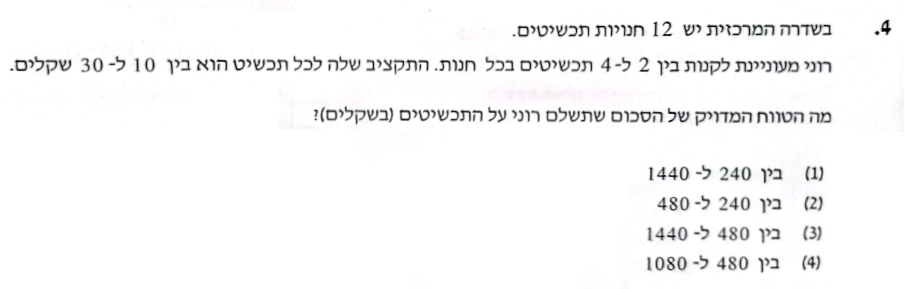 4. בשדרה המרכזית יש 12 חנויות תכשיטים.
רוני מעוניינת לקנות בין 2 ל-4 תכשיטים בכל חנות. התקציב שלה לכל תכשיט הוא בין 10 ל-30 שקלים.
מה הטווח המדויק של הסכום שתשלם רוני על התכשיטים (בשקלים)?
(1) בין 240 ל- 1440
(2) בין 240 ל- 480
(3) בין 480 ל- 1440
(4) בין 480 ל- 1080